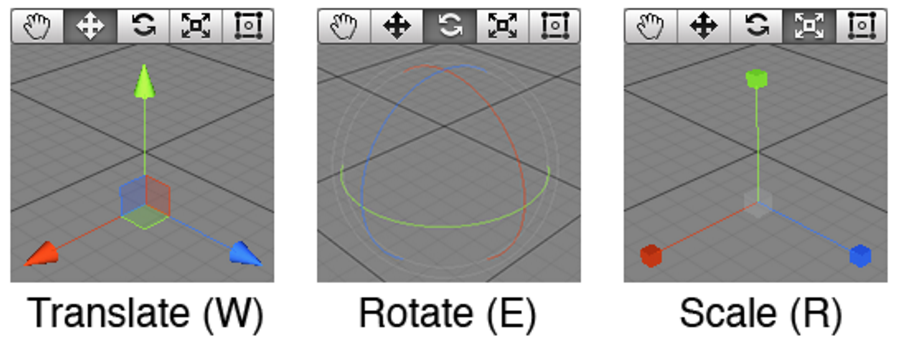 Translate (W)
Rotate (E)
Scale (R)